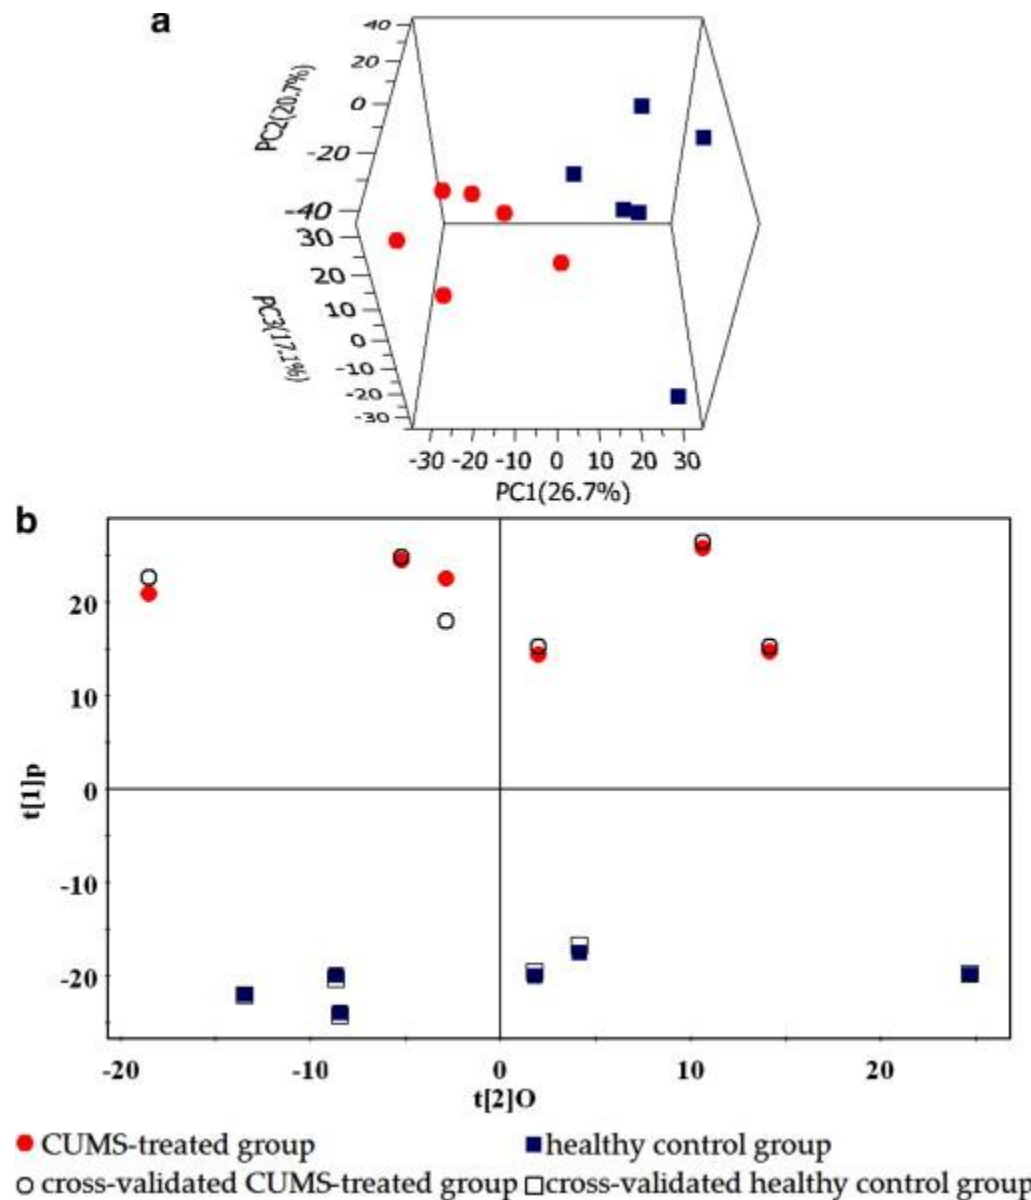 a
40
20
0
-20
-40
PC2(20.7%)
30
20
10
0
-10
-20
-30
PC3(17.1%)
-30 -20 -10 0 10 20 30
PC1(26.7%)
b
20
10
0
-10
-20
t[1]p
-20 -10 0 10 20
t[2]O
CUMS-treated group healthy control group
cross-validated CUMS-treated group cross-validated healthy control group